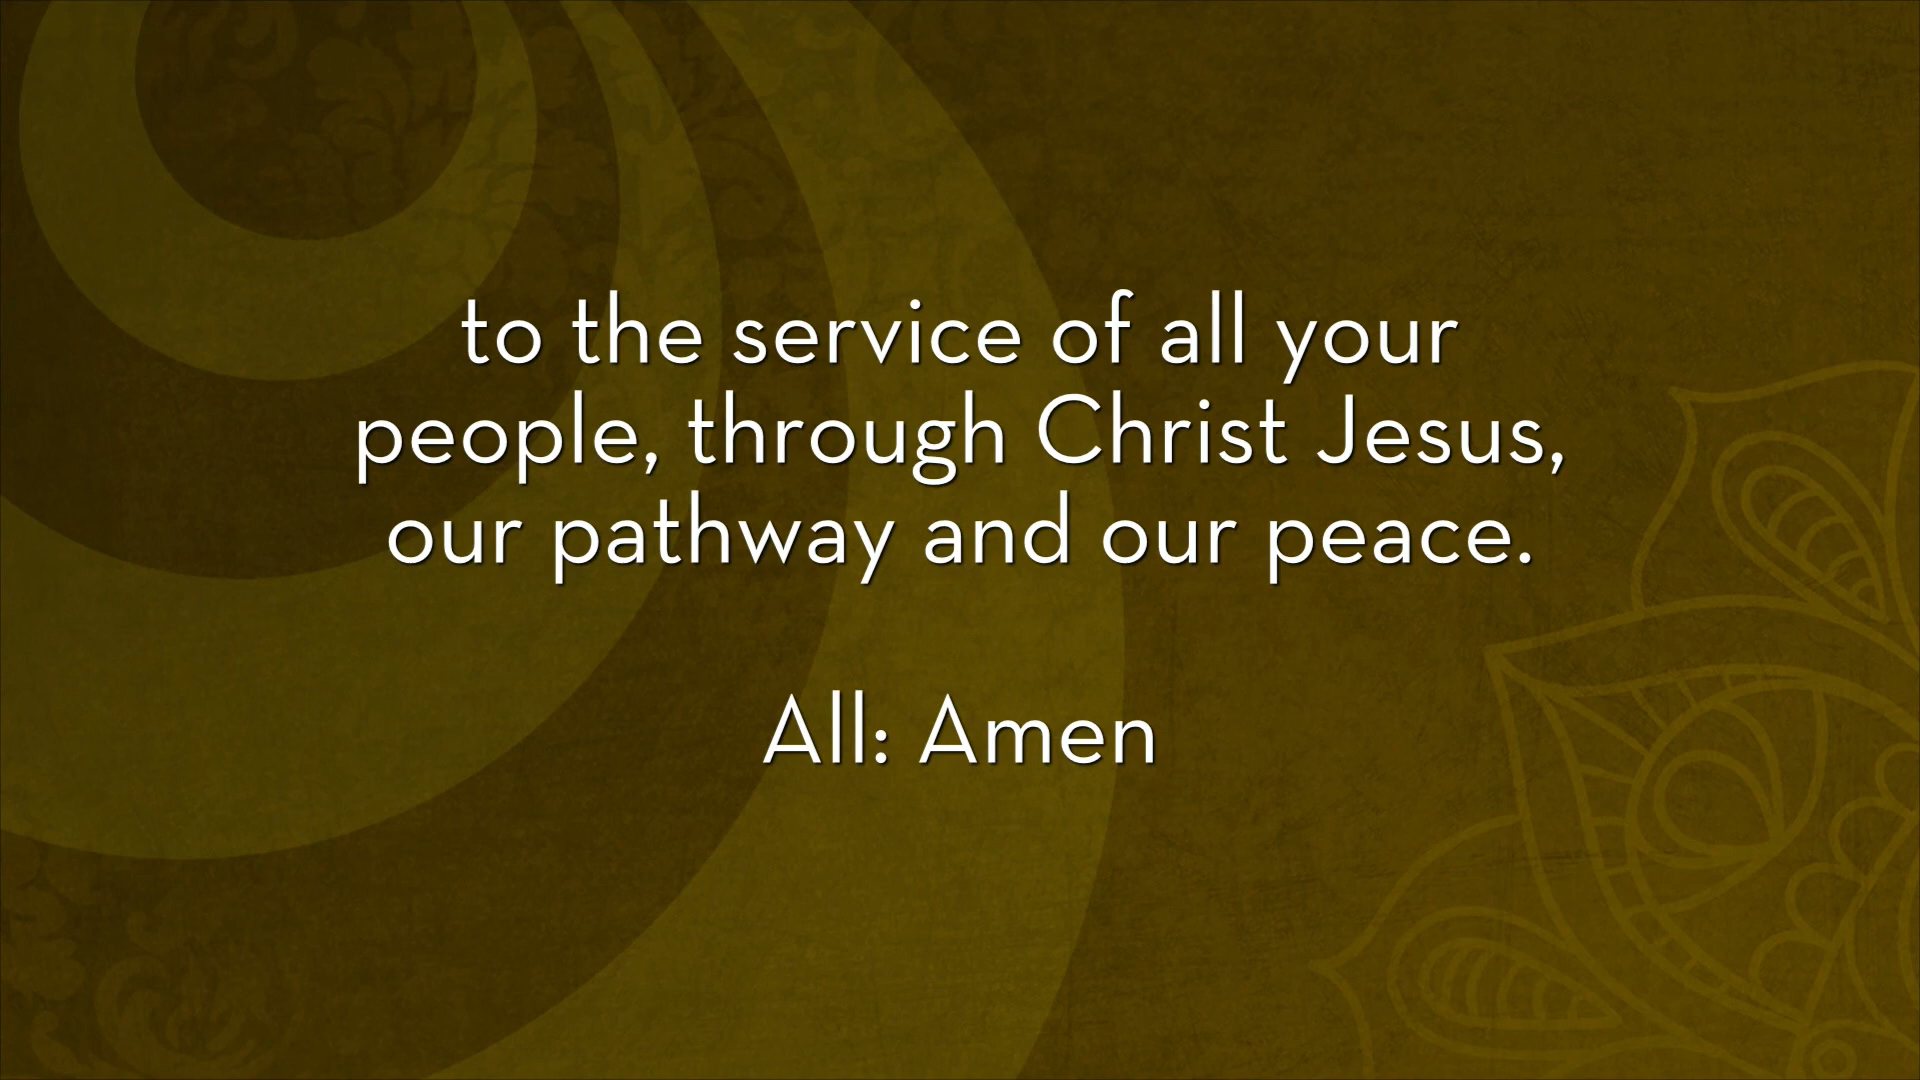 to the service of all your
people, through Christ Jesus,
our pathway and our peace.
All: Amen